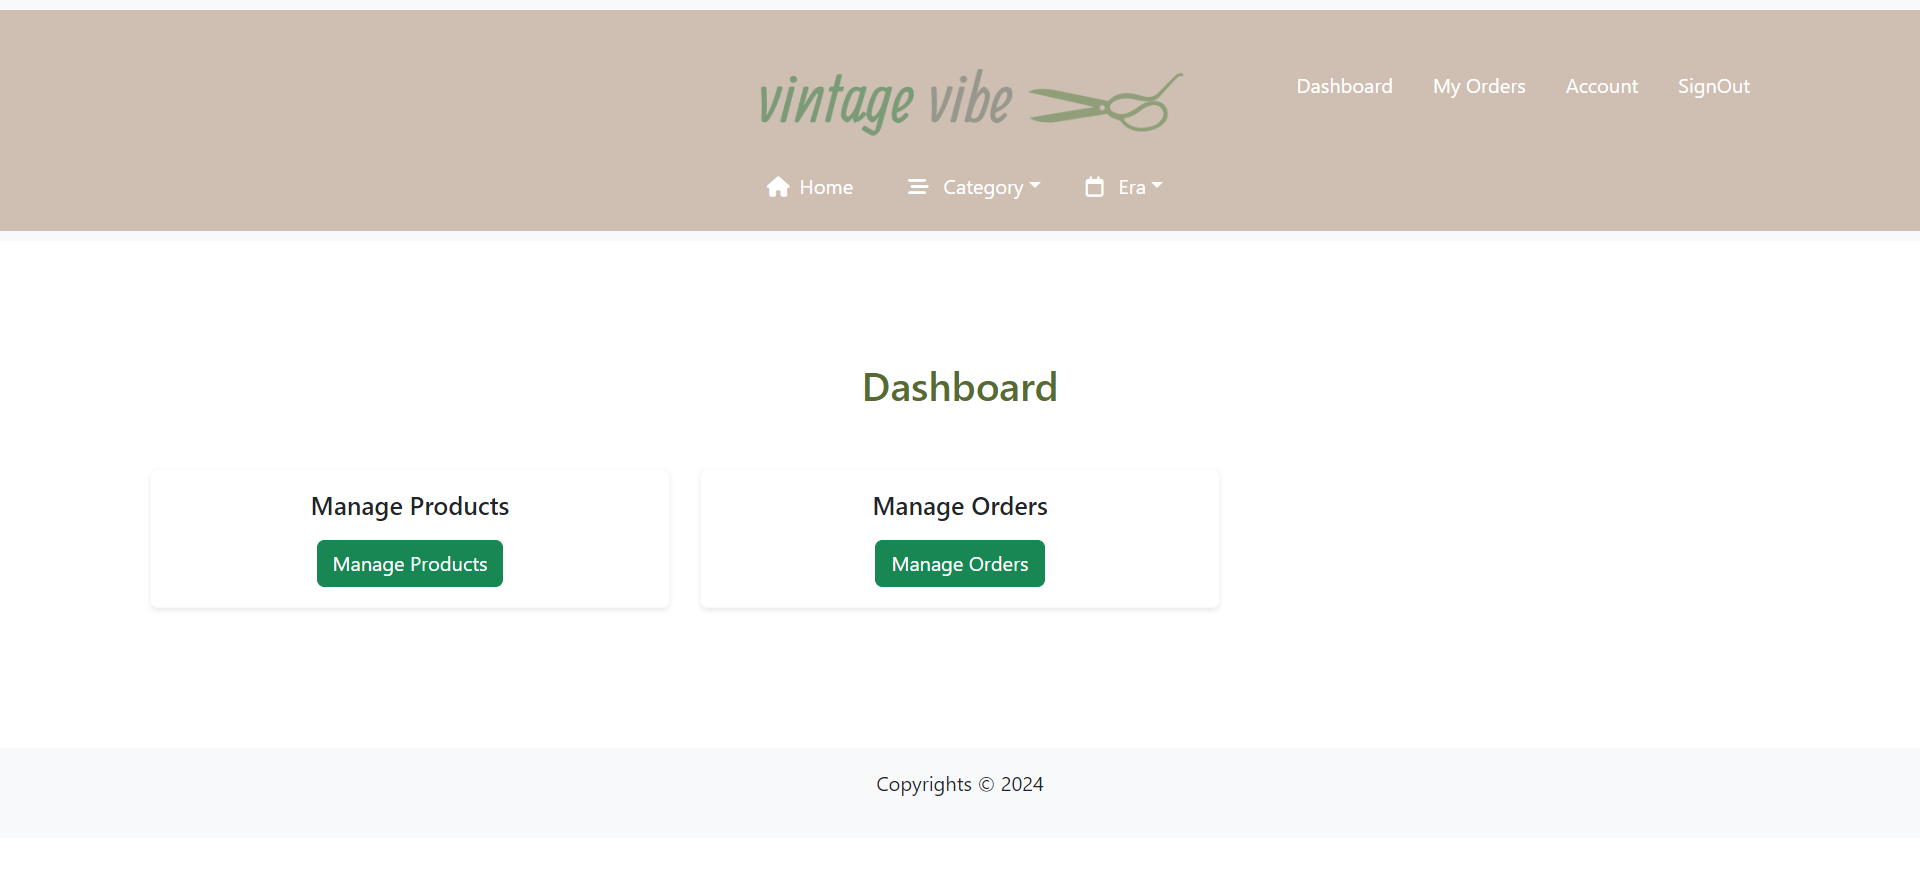 vintage vibe
Dashboard My Orders Account SignOut
Home Category Era
Dashboard
Manage Products
Manage Products
Manage Orders
Manage Orders
Copyrights © 2024